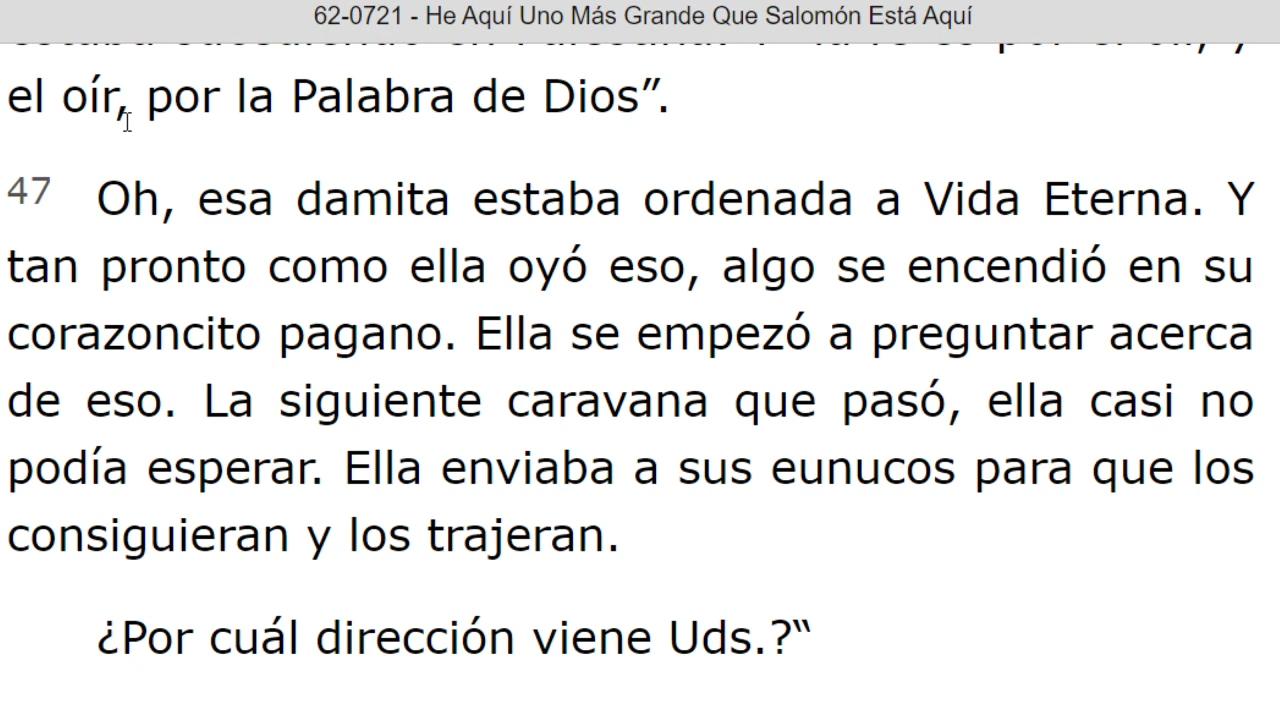 62-0721 - He Aquí Uno Más Grande Que Salomón Está Aquí
el oír, por la Palabra de Dios”.
47 Oh, esa damita estaba ordenada a Vida Eterna. Y
tan pronto como ella oyó eso, algo se encendió en su
corazoncito pagano. Ella se empezó a preguntar acerca
de eso. La siguiente caravana que pasó, ella casi no
podía esperar. Ella enviaba a sus eunucos para que los
consiguieran y los trajeran.
¿Por cuál dirección viene Uds.?“